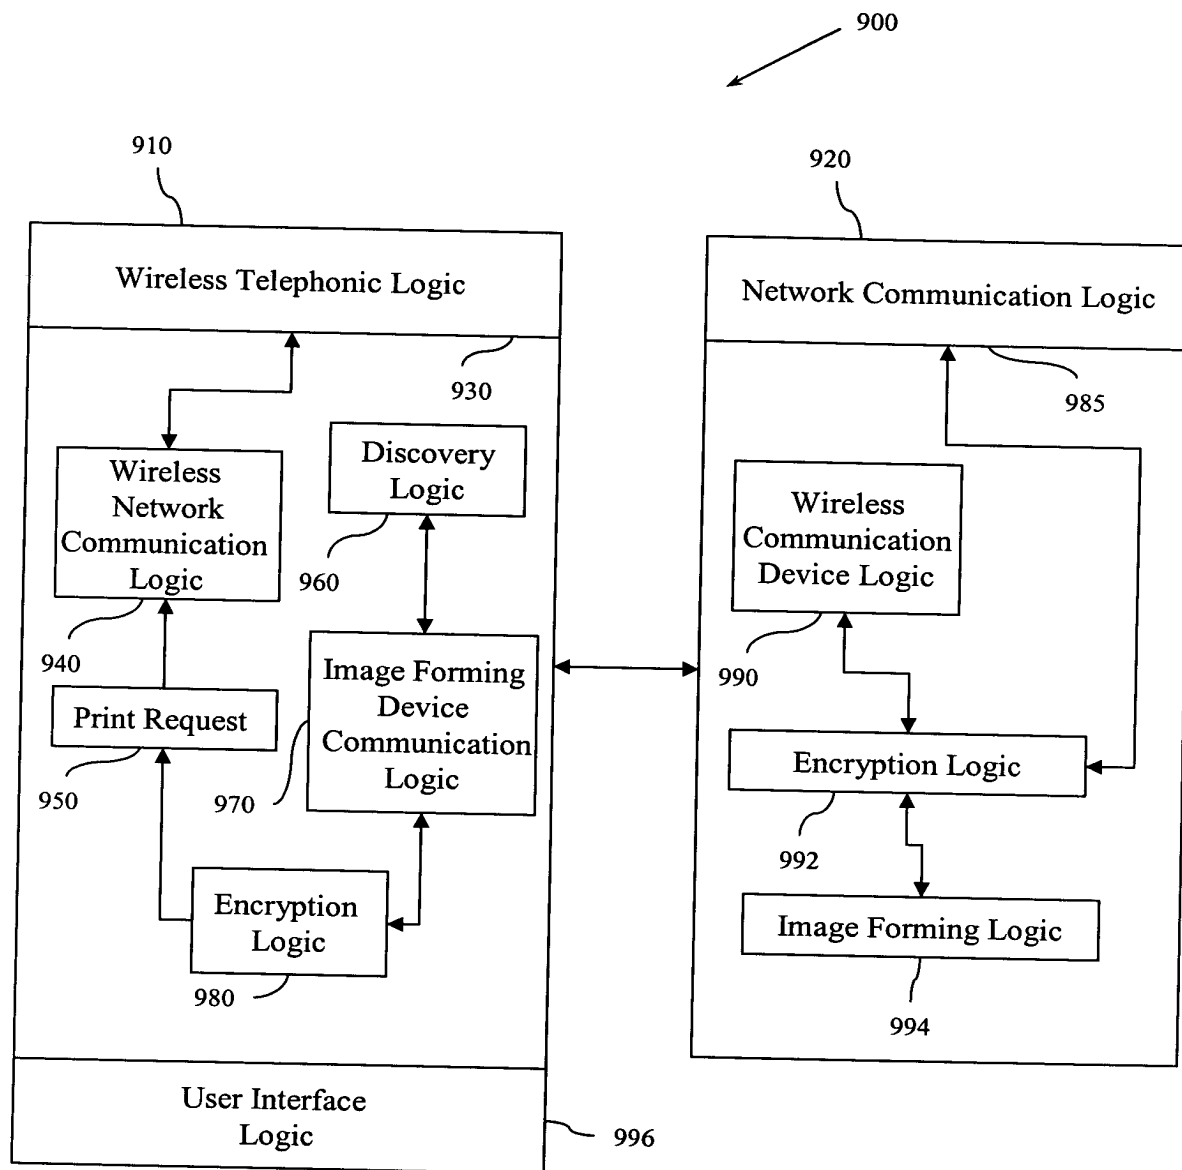 900
910
920
Wireless Telephonic Logic
Network Communication Logic
930
985
Wireless
Network
Communication
Logic
Discovery
Logic
960
940
Wireless
Communication
Device Logic
990
Image Forming
Device
Communication
Logic
970
Print Request
950
Encryption Logic
992
Encryption
Logic
980
Image Forming Logic
994
User Interface
Logic
996